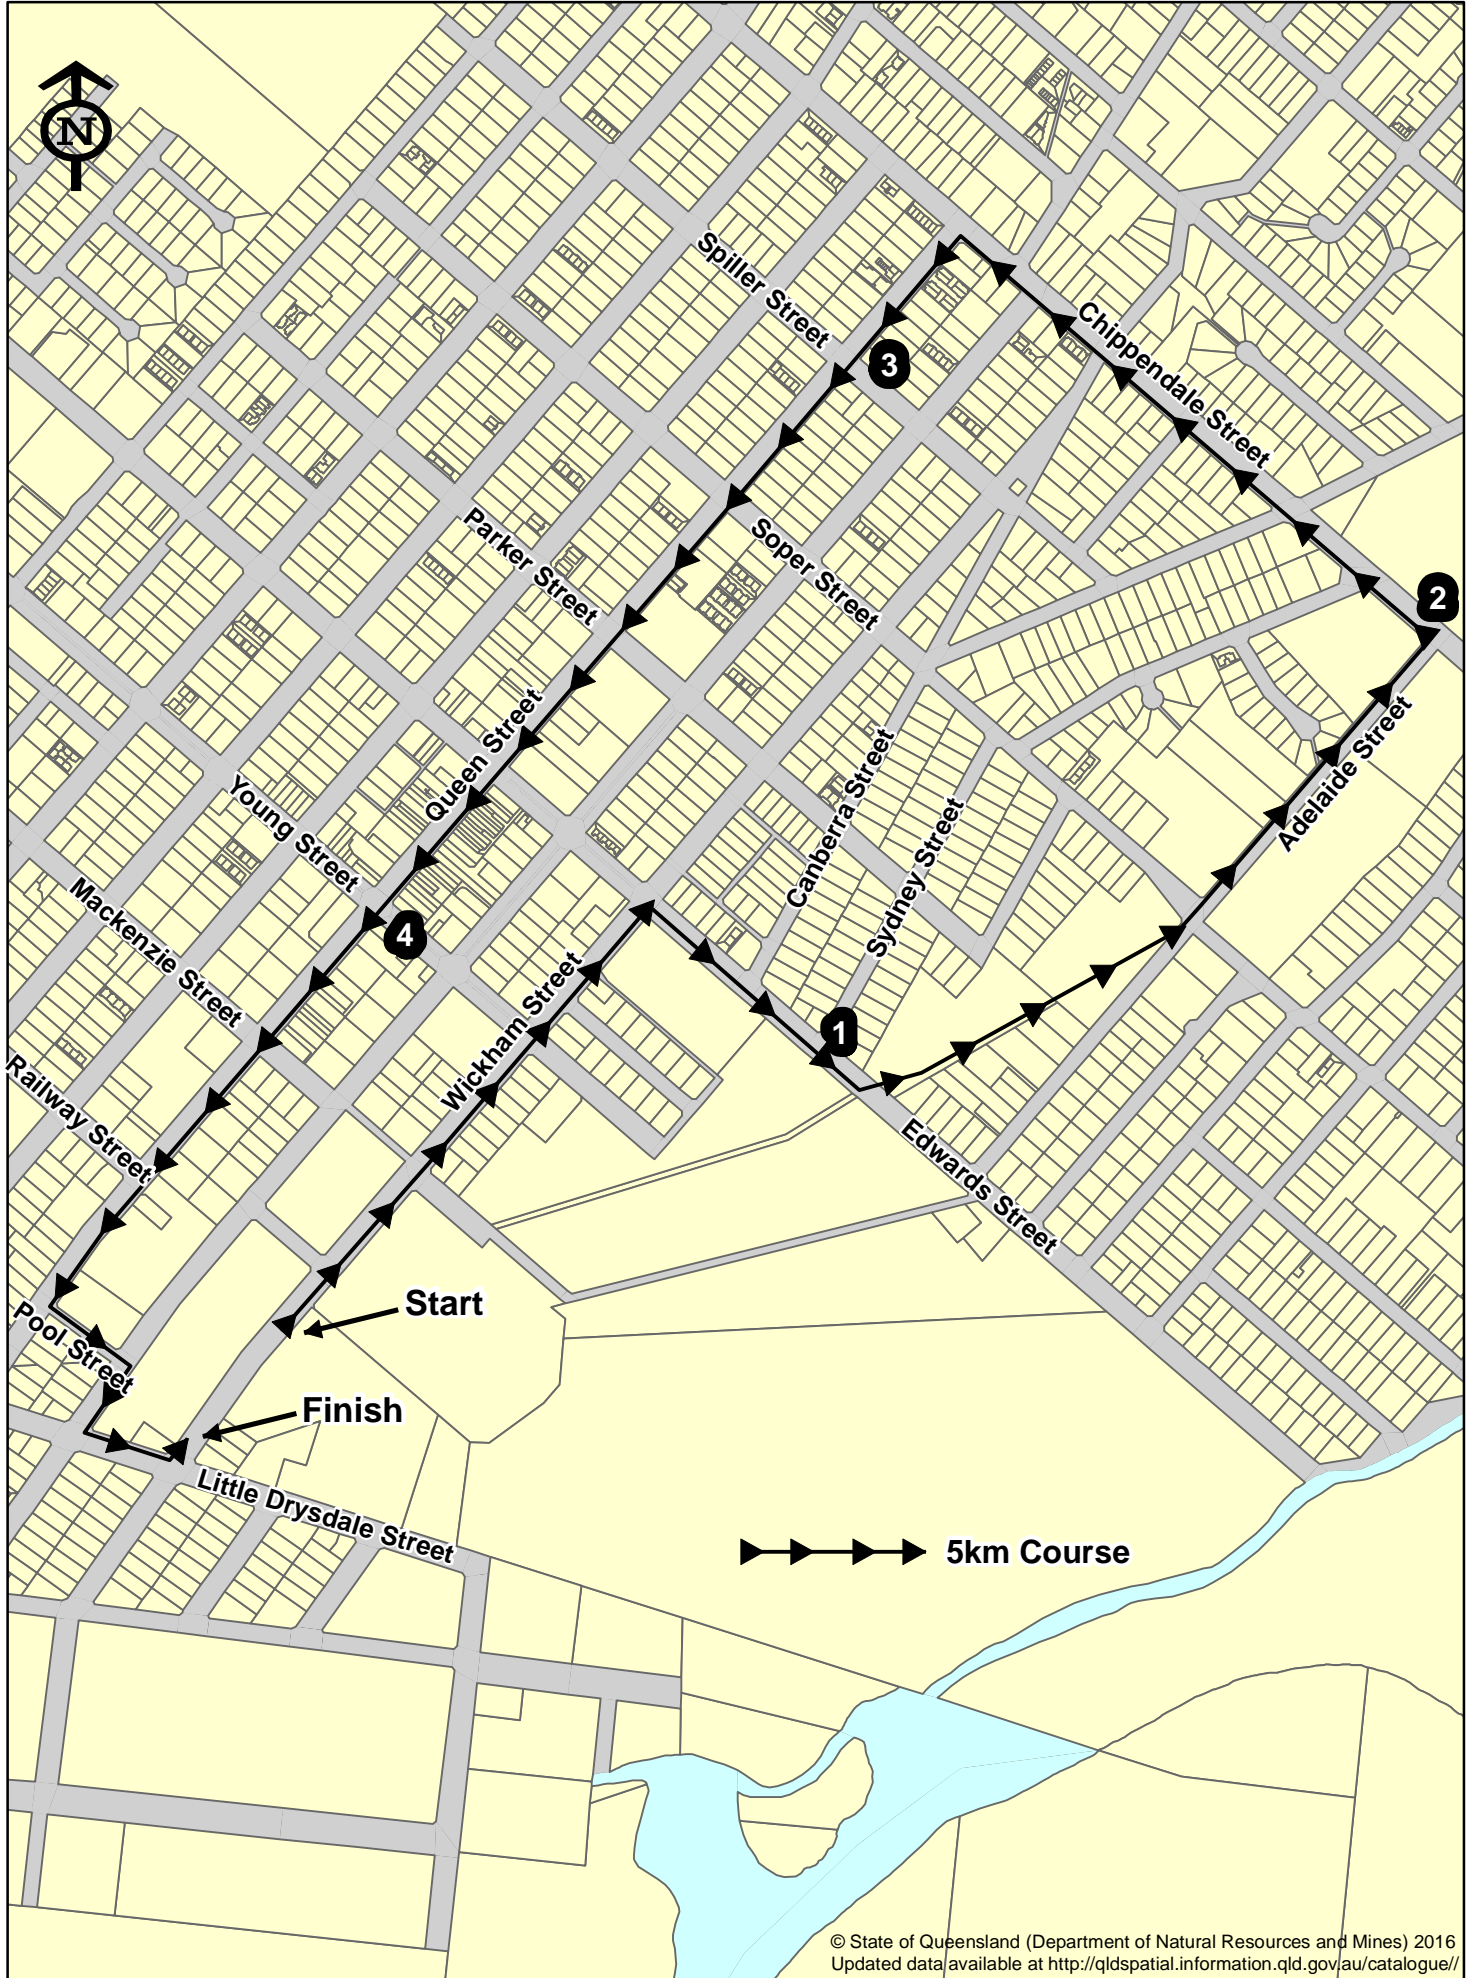 N
Spiller Street
Chippendale Street
3
Parker Street
Soper Street
2
Queen Street
Adelaide Street
Canberra Street
Young Street
Sydney Street
Mackenzie Street
4
Wickham Street
1
Railway Street
Edwards Street
Start
Pool Street
Finish
Little Drysdale Street
5km Course
© State of Queensland (Department of Natural Resources and Mines) 2016
Updated data available at http://qldspatial.information.qld.gov.au/catalogue//